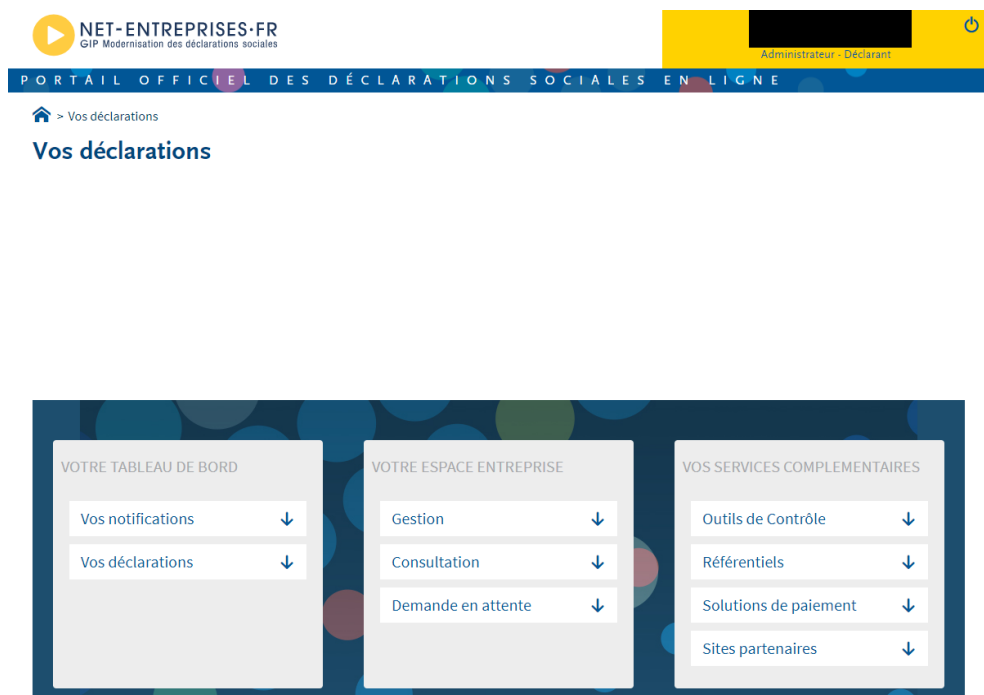 NET-ENTREPRISES·FR
GIP Modernisation des déclarations sociales
Administrateur - Déclarant
PORTAIL OFFICIEL DES DÉCLARATIONS SOCIALES EN LIGNE
> Vos déclarations
Vos déclarations
VOTRE TABLEAU DE BORD
Vos notifications
Vos déclarations
VOTRE ESPACE ENTREPRISE
Gestion
Consultation
Demande en attente
VOS SERVICES COMPLEMENTAIRES
Outils de Contrôle
Référentiels
Solutions de paiement
Sites partenaires